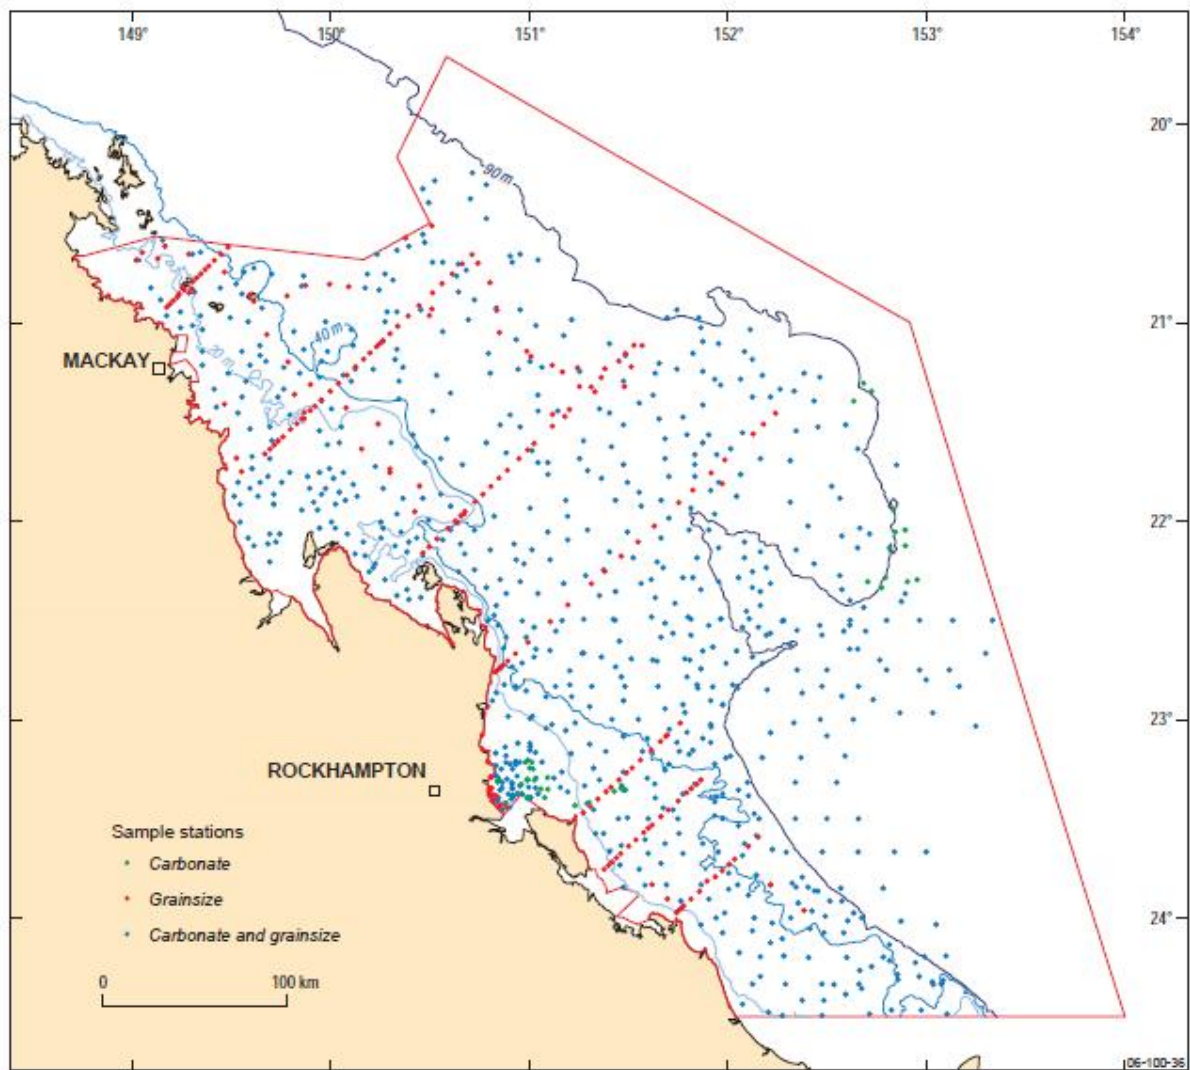 149° 150° 151° 152° 153° 154°
20°
90 m
21°
40 m
MACKAY
20 m
22°
23°
ROCKHAMPTON
Sample stations
Carbonate
Grainsize
24°
Carbonate and grainsize
0 100 km
06-100-36